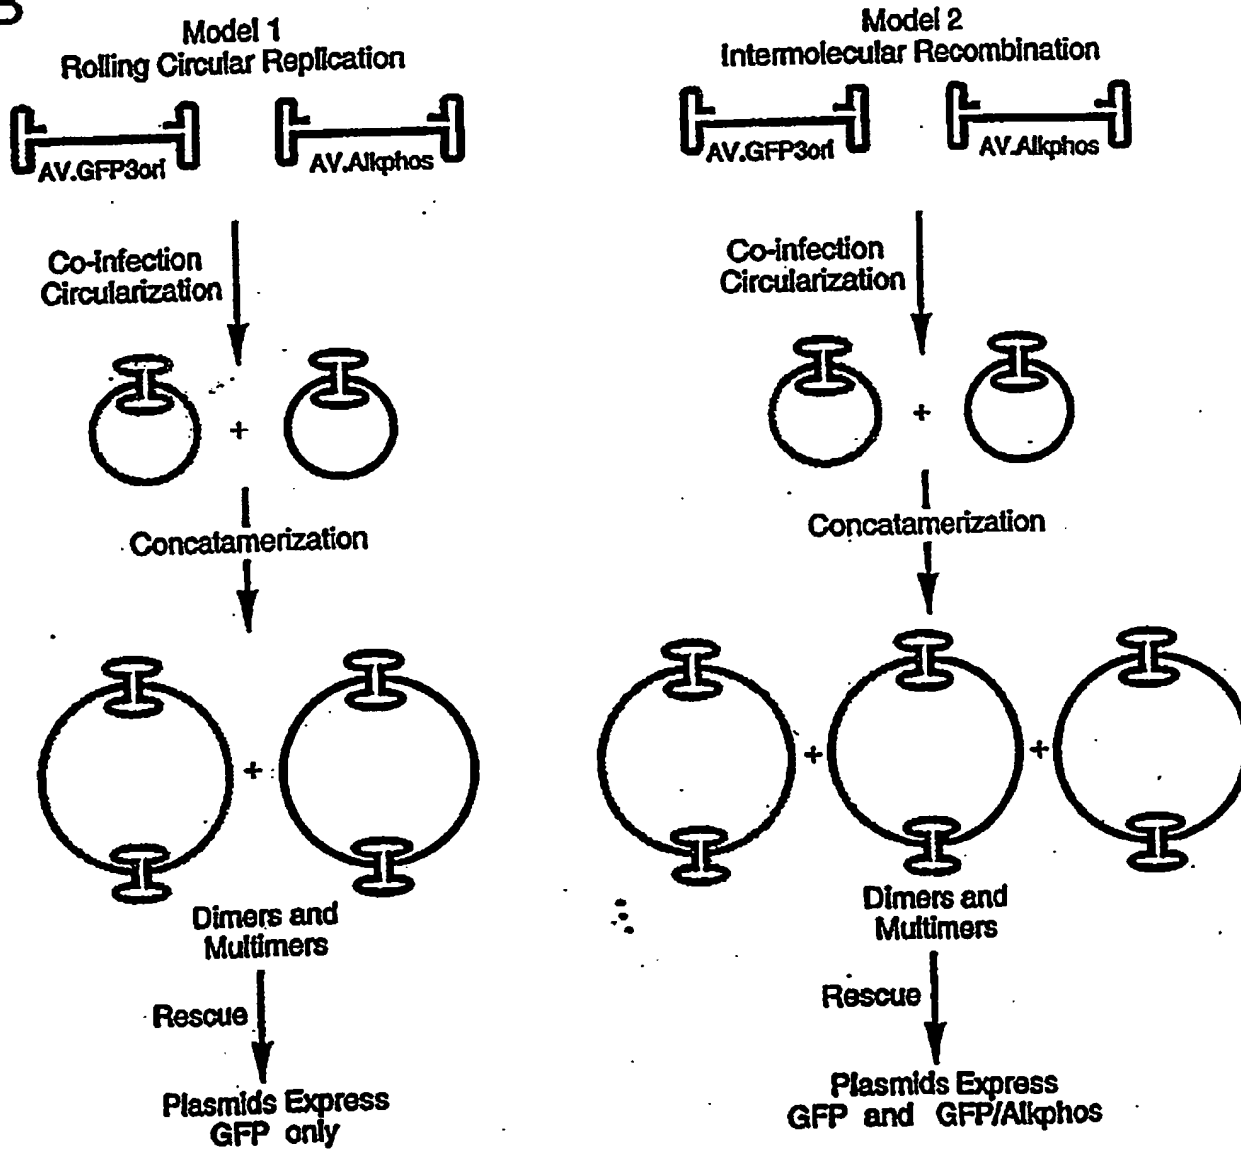 Model 1
Rolling Circular Replication
AV.GFP3ori
AV.Alkphos
Co-infection
Circularization
+
Concatamerization
+
Dimers and
Multimers
Rescue
Plasmids Express
GFP only
Model 2
Intermolecular Recombination
AV.GFP3ori
AV.Alkphos
Co-infection
Circularization
+
Concatamerization
+
+
Dimers and
Multimers
Rescue
Plasmids Express
GFP and GFP/Alkphos